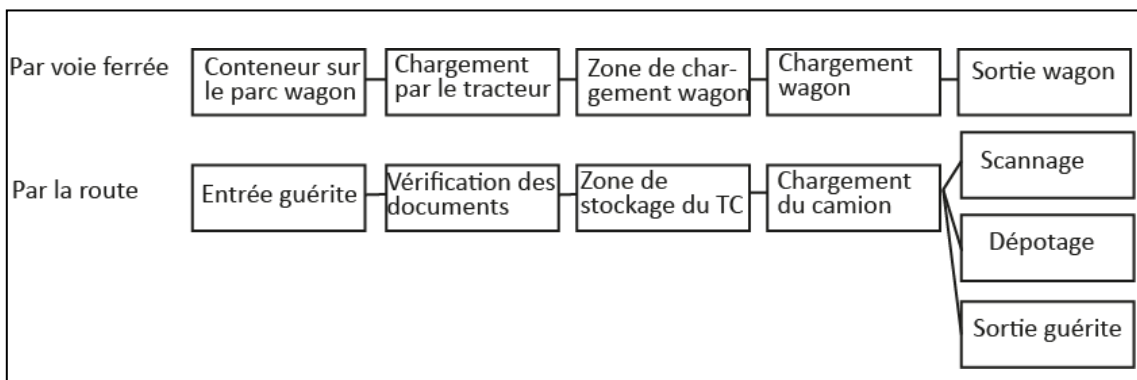 Par voie ferrée
Conteneur sur
le parc wagon
Chargement
par le tracteur
Zone de char-
gement wagon
Chargement
wagon
Sortie wagon
Par la route
Entrée guérite
Vérification des
documents
Zone de
stockage du TC
Chargement
du camion
Scannage
Dépotage
Sortie guérite